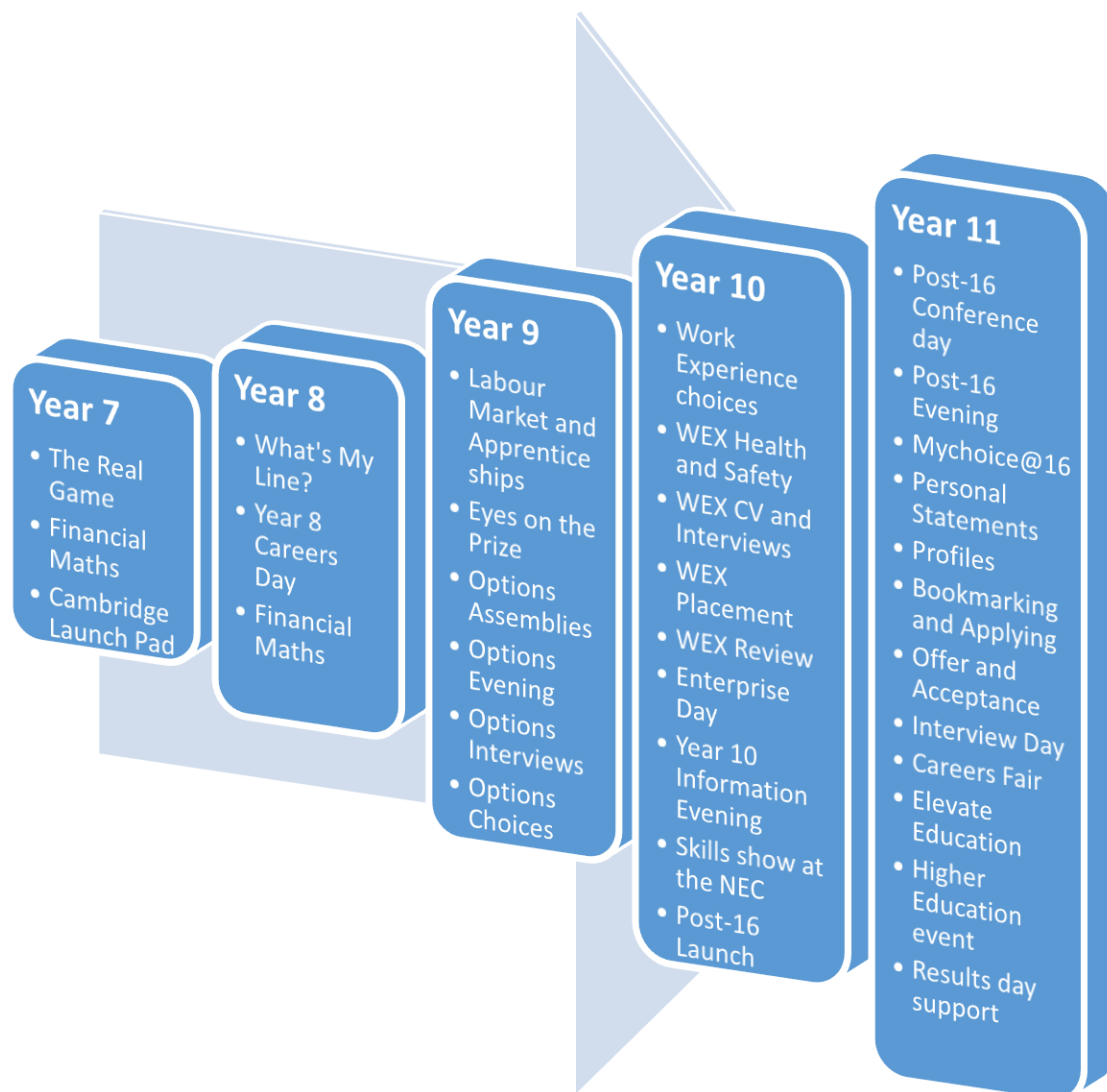 Year 7
• The Real
Game
• Financial
Maths
• Cambridge
Launch Pad
Year 8
• What's My
Line?
• Year 8
Careers
Day
• Financial
Maths
Year 9
• Labour
Market and
Apprentice
ships
• Eyes on the
Prize
• Options
Assemblies
• Options
Evening
• Options
Interviews
• Options
Choices
Year 10
• Work
Experience
choices
• WEX Health
and Safety
• WEX CV and
Interviews
• WEX
Placement
• WEX Review
• Enterprise
Day
• Year 10
Information
Evening
• Skills show at
the NEC
• Post-16
Launch
Year 11
• Post-16
Conference
day
• Post-16
Evening
• Mychoice@16
• Personal
Statements
• Profiles
• Bookmarking
and Applying
• Offer and
Acceptance
• Interview Day
• Careers Fair
• Elevate
Education
• Higher
Education
event
• Results day
support